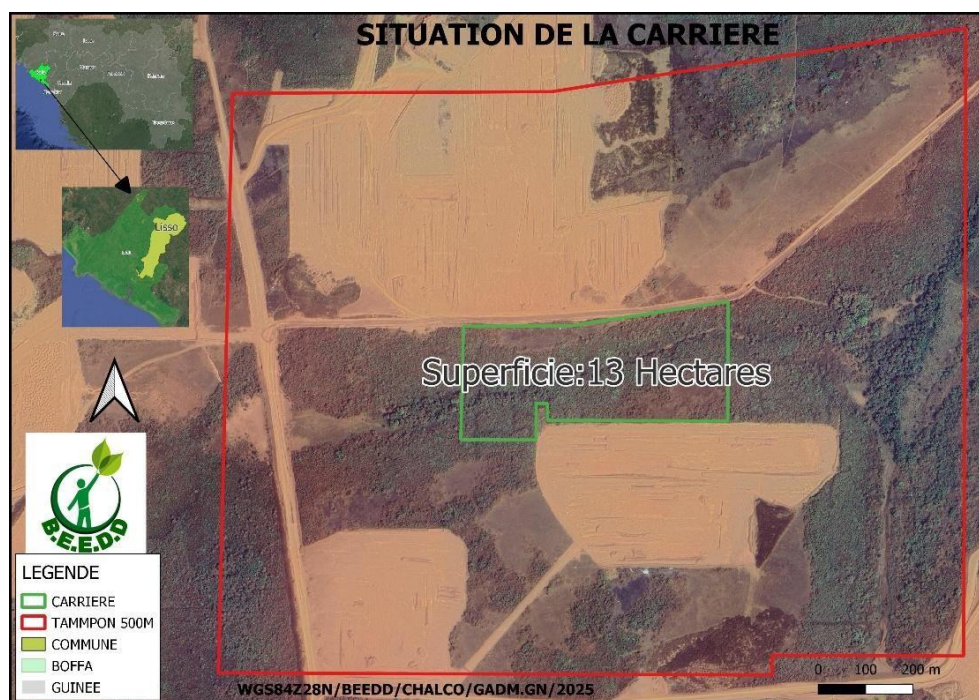 SITUATION DE LA CARRIERE
Lisso
Superficie:13 Hectares
B.E.E.D.D
LEGENDE
CARRIERE
TAMMPON 500M
COMMUNE
BOFFA
GUINEE
0 100 200 m
WGS84Z28N/BEEDD/CHALCO/GADM.GN/2025